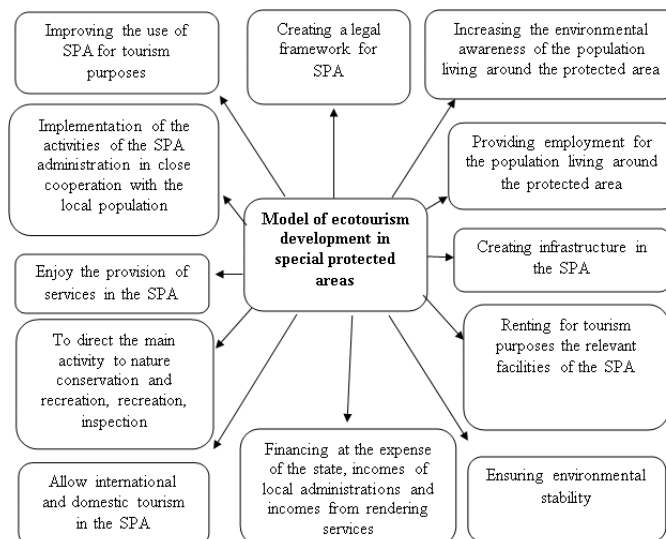 Improving the use of
SPA for tourism
purposes
Creating a legal
framework for
SPA
Increasing the environmental
awareness of the population
living around the protected area
Implementation of the
activities of the SPA
administration in close
cooperation with the
local population
Providing employment for
the population living around
the protected area
Model of ecotourism
development in
special protected
areas
Creating infrastructure in
the SPA
Enjoy the provision of
services in the SPA
Renting for tourism
purposes the relevant
facilities of the SPA
To direct the main
activity to nature
conservation and
recreation, recreation,
inspection
Financing at the expense
of the state, incomes of
local administrations and
incomes from rendering
services
Ensuring environmental
stability
Allow international
and domestic tourism
in the SPA